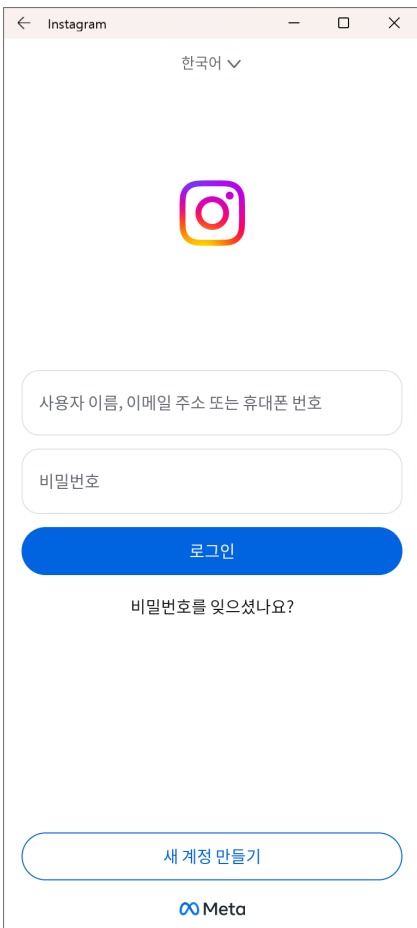 Instagram
한국어
사용자 이름, 이메일 주소 또는 휴대폰 번호
비밀번호
로그인
비밀번호를 잊으셨나요?
새 계정 만들기
Meta